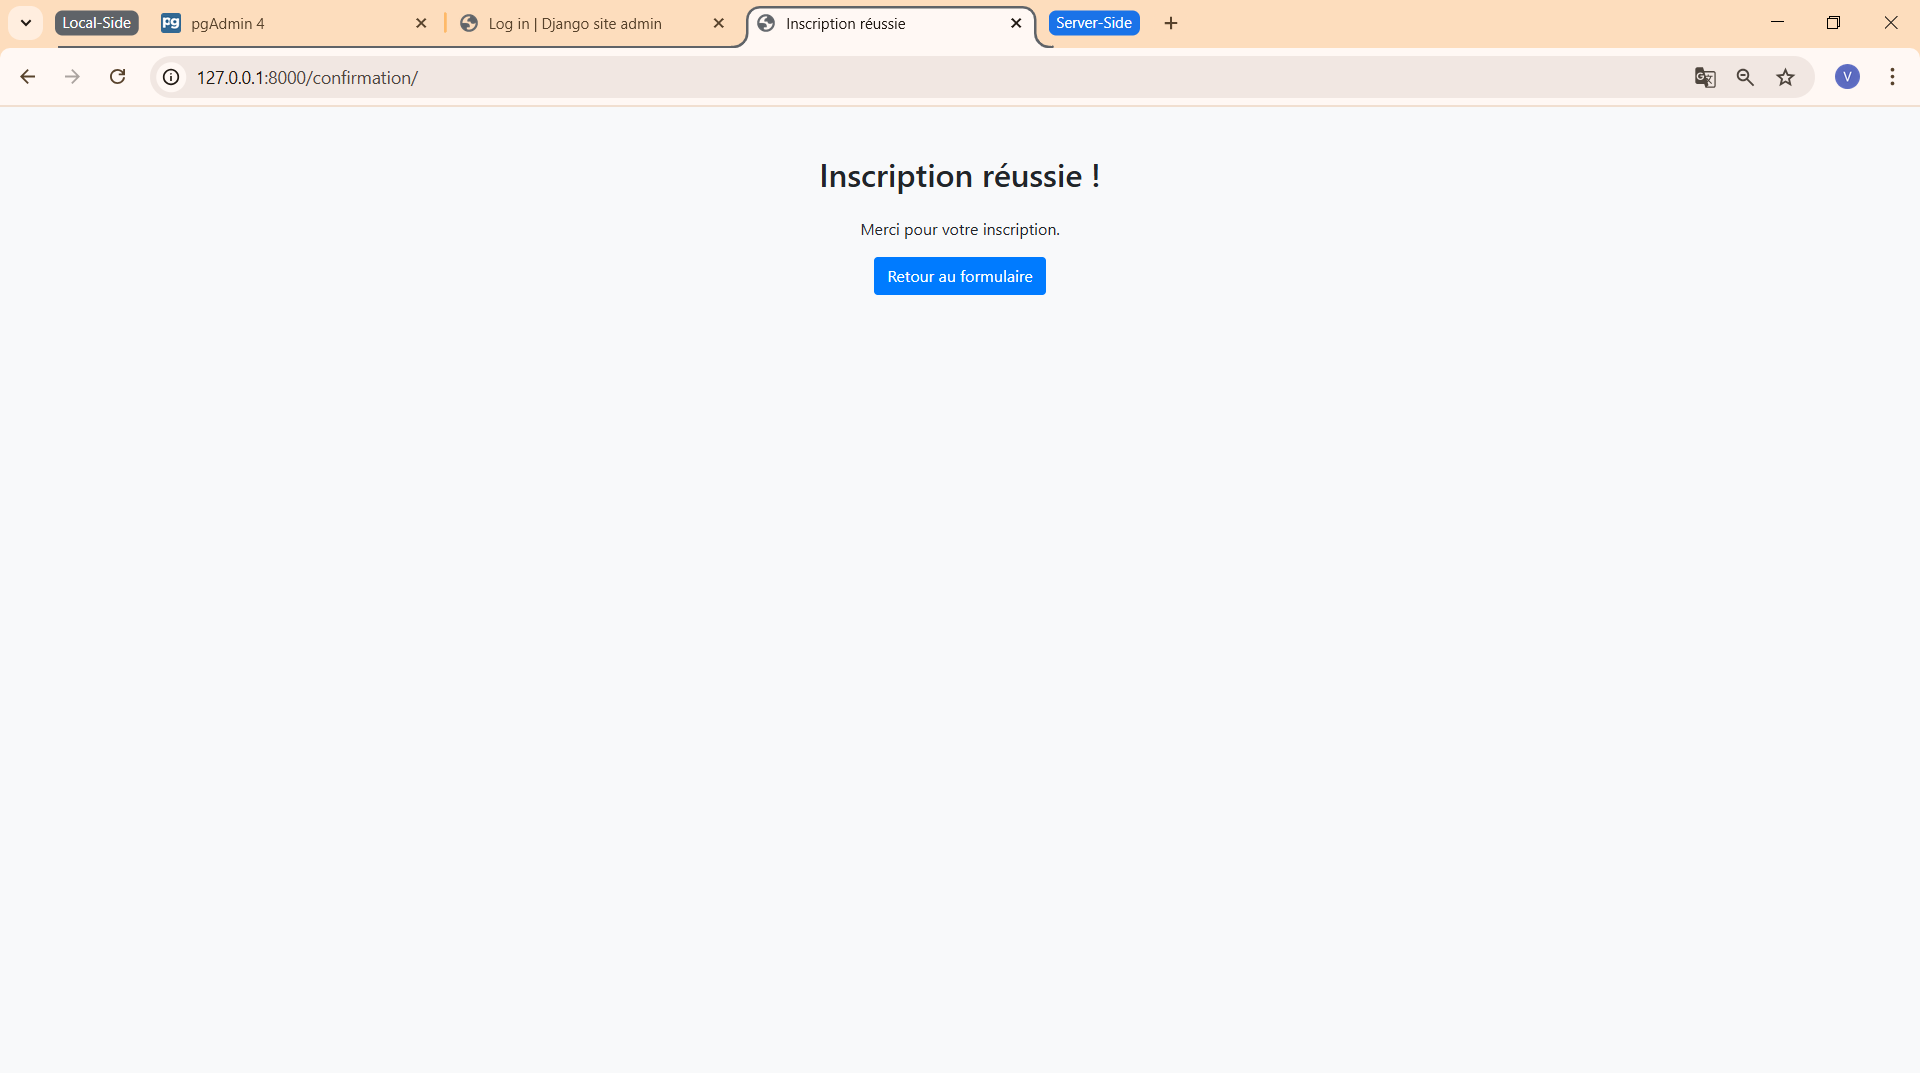 Local-Side
pgAdmin 4
Log in | Django site admin
Inscription réussie
Server-Side
127.0.0.1:8000/confirmation/
V
Inscription réussie !
Merci pour votre inscription.
Retour au formulaire